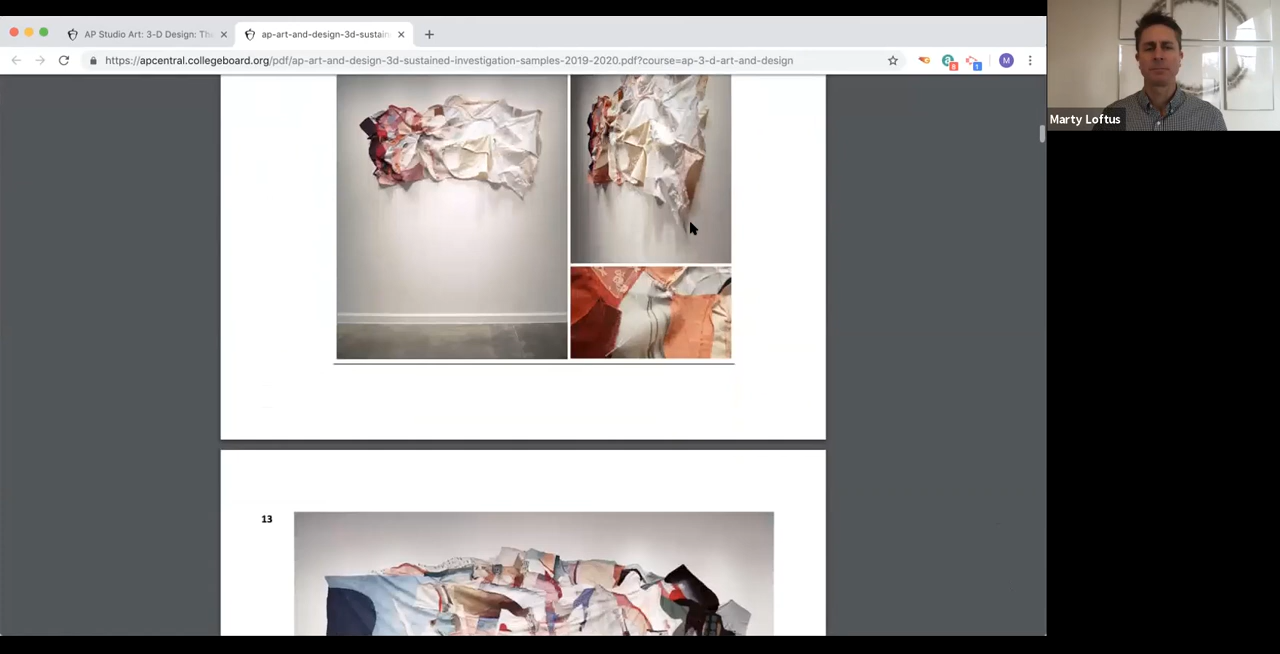 AP Studio Art: 3-D Design: Th
ap-art-and-design-3d-sustain
https://apcentral.collegeboard.org/pdf/ap-art-and-design-3d-sustained-investigation-samples-2019-2020.pdf?course=ap-3-d-art-and-design
M
Marty Loftus
13